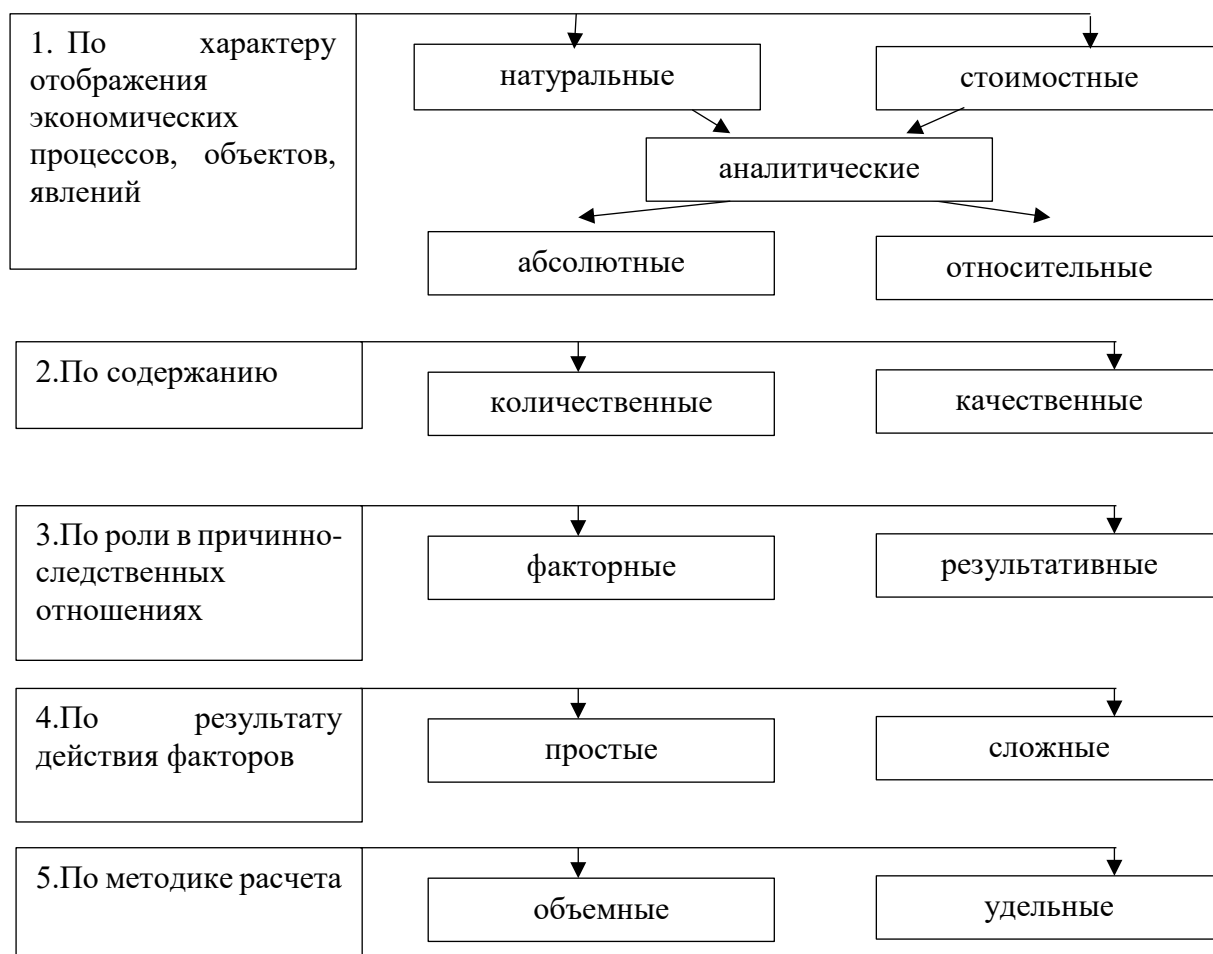 1. По характеру
отображения
экономических
процессов, объектов,
явлений
натуральные
стоимостные
аналитические
абсолютные
относительные
2.По содержанию
количественные
качественные
3.По роли в причинно-
следственных
отношениях
факторные
результативные
4.По результату
действия факторов
простые
сложные
5.По методике расчета
объемные
удельные